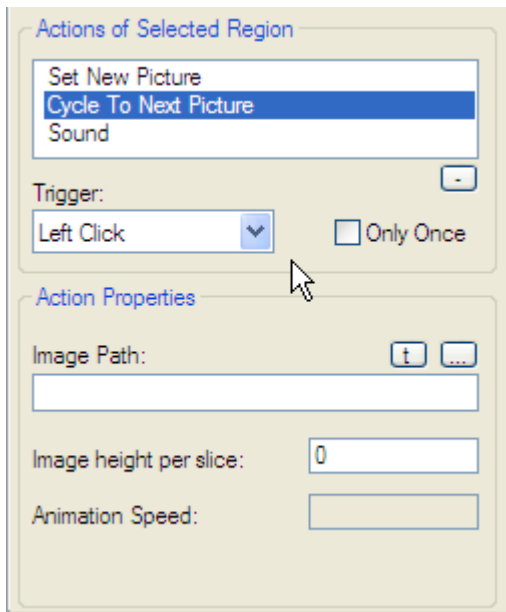 Actions of Selected Region
Set New Picture
Cycle To Next Picture
Sound
-
Trigger:
Left Click
Only Once
Action Properties
Image Path:
t ...
Image height per slice: 0
Animation Speed: